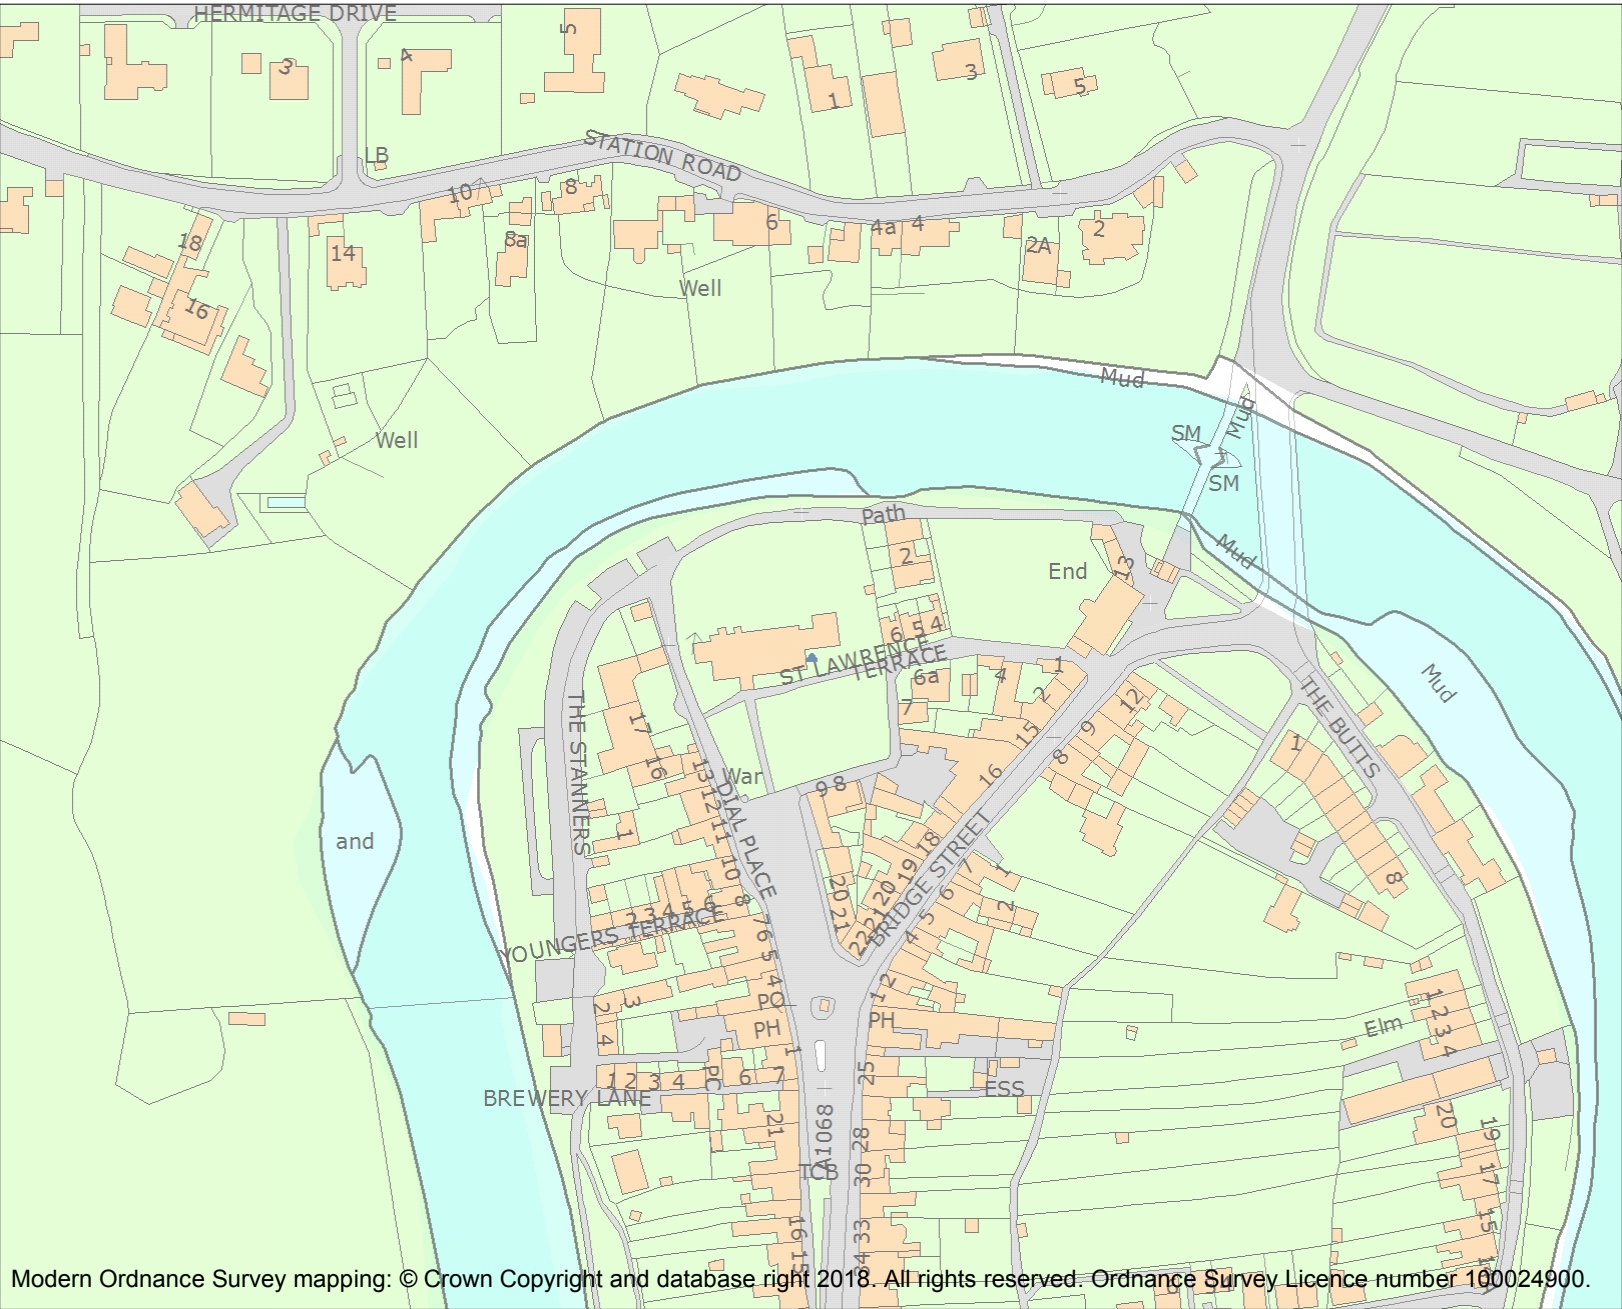 HERMITAGE DRIVE
5
3
4
3
1
5
LB
STATION ROAD
10
8
8a
6
4a
4
2
2A
18
14
16
Well
Mud
Well
SM
Mud
SM
Path
Mud
2
End
13
6 5 4
ST LAWRENCE
TERRACE
6a
4
1
2
7
12
Mud
THE STANNERS
17
16
15
9
8
THE BUTTS
1
War
9 8
16
13
12
11
10
DIAL PLACE
and
1
18
19
20
21
22
BRIDGE STREET
7
1
6
2
5
4
20
21
8
8
2 3 4 5 6
YOUNGERS TERRACE
7
6
5
4
2
1
PO
PH
PH
1
2
3
4
Elm
1
2
3
4
1 2 3 4
PC
6
7
25
ESS
BREWERY LANE
21
A1068
28
TCB
30
20
19
17
16
15
33
34
15
6
Modern Ordnance Survey mapping: © Crown Copyright and database right 2018. All rights reserved. Ordnance Survey Licence number 100024900.